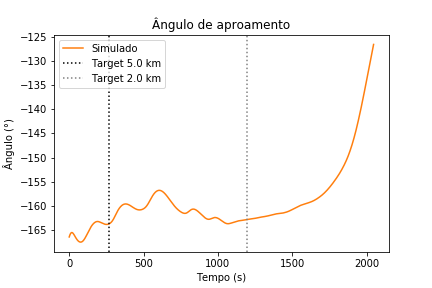 Ângulo de aproamento
Simulado
Target 5.0 km
Target 2.0 km
−125
−130
−135
−140
−145
−150
−155
−160
−165
Ângulo (°)
0
500
1000
1500
2000
Tempo (s)